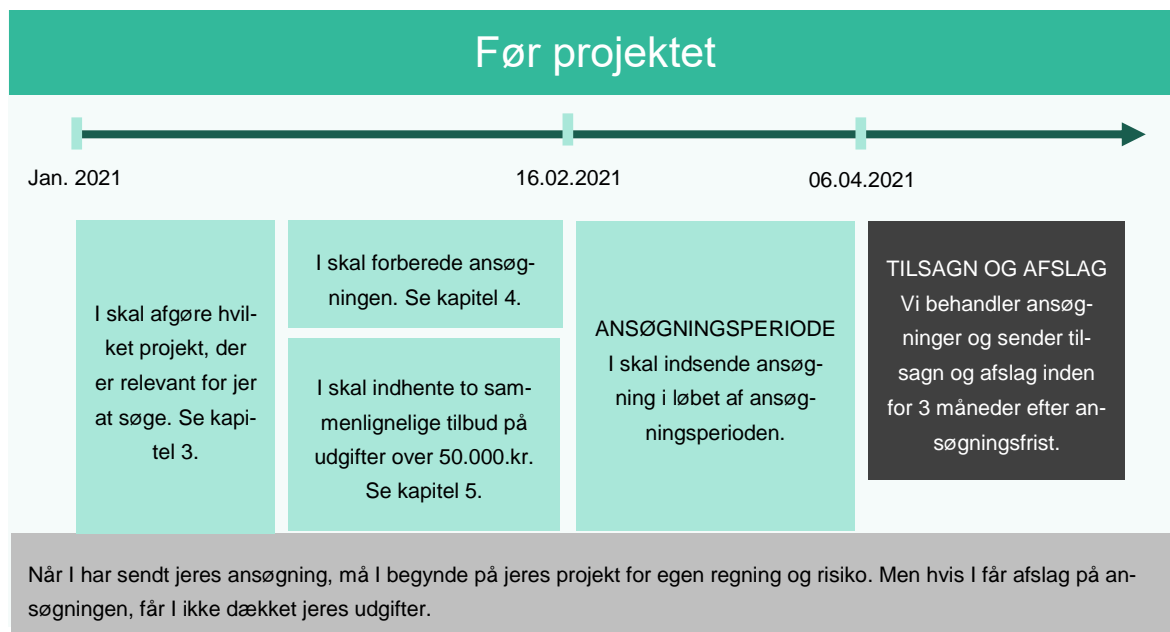 Før projektet
Jan. 2021
16.02.2021
06.04.2021
I skal afgøre hvil-
ket projekt, der
er relevant for jer
at søge. Se kapi-
tel 3.
I skal forberede ansøg-
ningen. Se kapitel 4.
I skal indhente to sam-
menlignelige tilbud på
udgifter over 50.000.kr.
Se kapitel 5.
ANSØGNINGSPERIODE
I skal indsende ansøg-
ning i løbet af ansøg-
ningsperioden.
TILSAGN OG AFSLAG
Vi behandler ansøg-
ninger og sender til-
sagn og afslag inden
for 3 måneder efter an-
søgningsfrist.
Når I har sendt jeres ansøgning, må I begynde på jeres projekt for egen regning og risiko. Men hvis I får afslag på an-
søgningen, får I ikke dækket jeres udgifter.